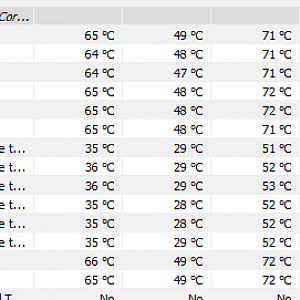 Cor...
65 °C 49 °C 71 °C
64 °C 48 °C 71 °C
64 °C 47 °C 71 °C
65 °C 48 °C 72 °C
65 °C 48 °C 72 °C
65 °C 48 °C 71 °C
e t... 35 °C 29 °C 51 °C
e t... 36 °C 29 °C 52 °C
e t... 36 °C 29 °C 53 °C
e t... 35 °C 28 °C 52 °C
e t... 35 °C 28 °C 52 °C
e t... 35 °C 29 °C 52 °C
66 °C 49 °C 72 °C
65 °C 49 °C 72 °C
No No No